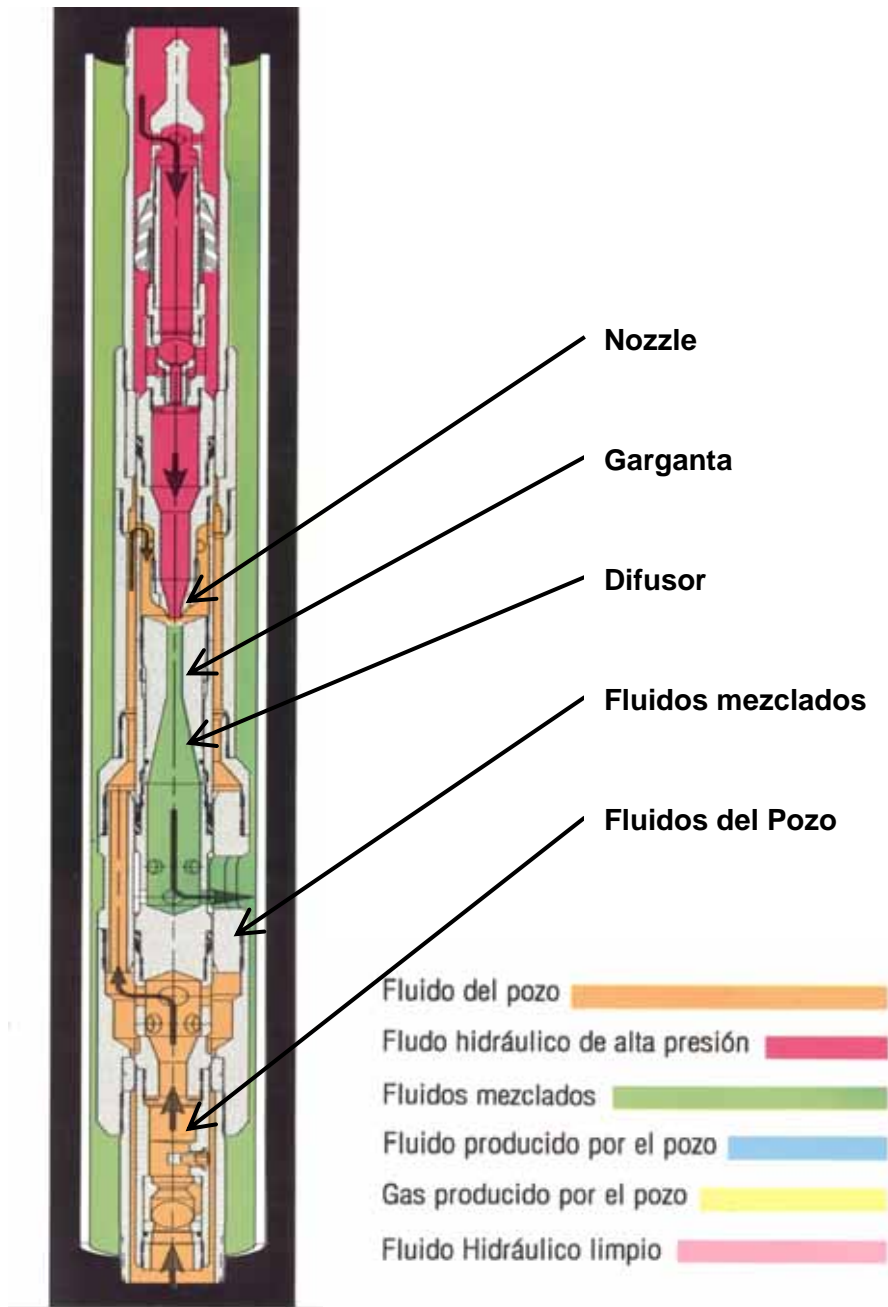 Nozzle
Garganta
Difusor
Fluidos mezclados
Fluidos del Pozo
Fluido del pozo
Fludo hidráulico de alta presión
Fluidos mezclados
Fluido producido por el pozo
Gas producido por el pozo
Fluido Hidráulico limpio